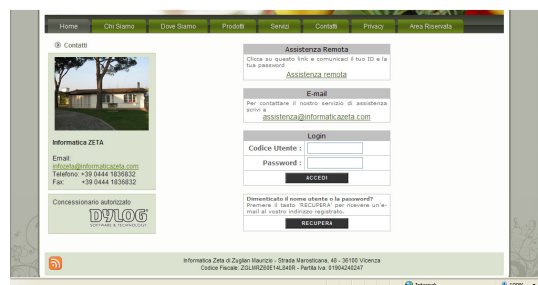 Home Chi Siamo Dove Siamo Prodotti Servizi Contatti Privacy Area Riservata
Contatti
Informatica ZETA
Email:
infozeta@informaticazeta.com
Telefono: +39 0444 1836832
Fax: +39 0444 1836832
Concessionario autorizzato
DYLOG
SOFTWARE & TECHNOLOGY
Assistenza Remota
Clicca su questo link e comunicaci il tuo ID e la
tua password
Assistenza remota
E-mail
Per contattare il nostro servizio di assistenza
scrivi a
assistenza@informaticazeta.com
Login
Codice Utente :
Password :
ACCEDI
Dimenticato il nome utente o la password?
Premere il tasto 'RECUPERA' per ricevere un'e-
mail al vostro indirizzo registrato.
RECUPERA
Informatica Zeta di Zuglian Maurizio - Strada Marosticana, 48 - 36100 Vicenza
Codice Fiscale: ZGLMRZ60E14L840R - Partita Iva: 01904240247
Internet 100%